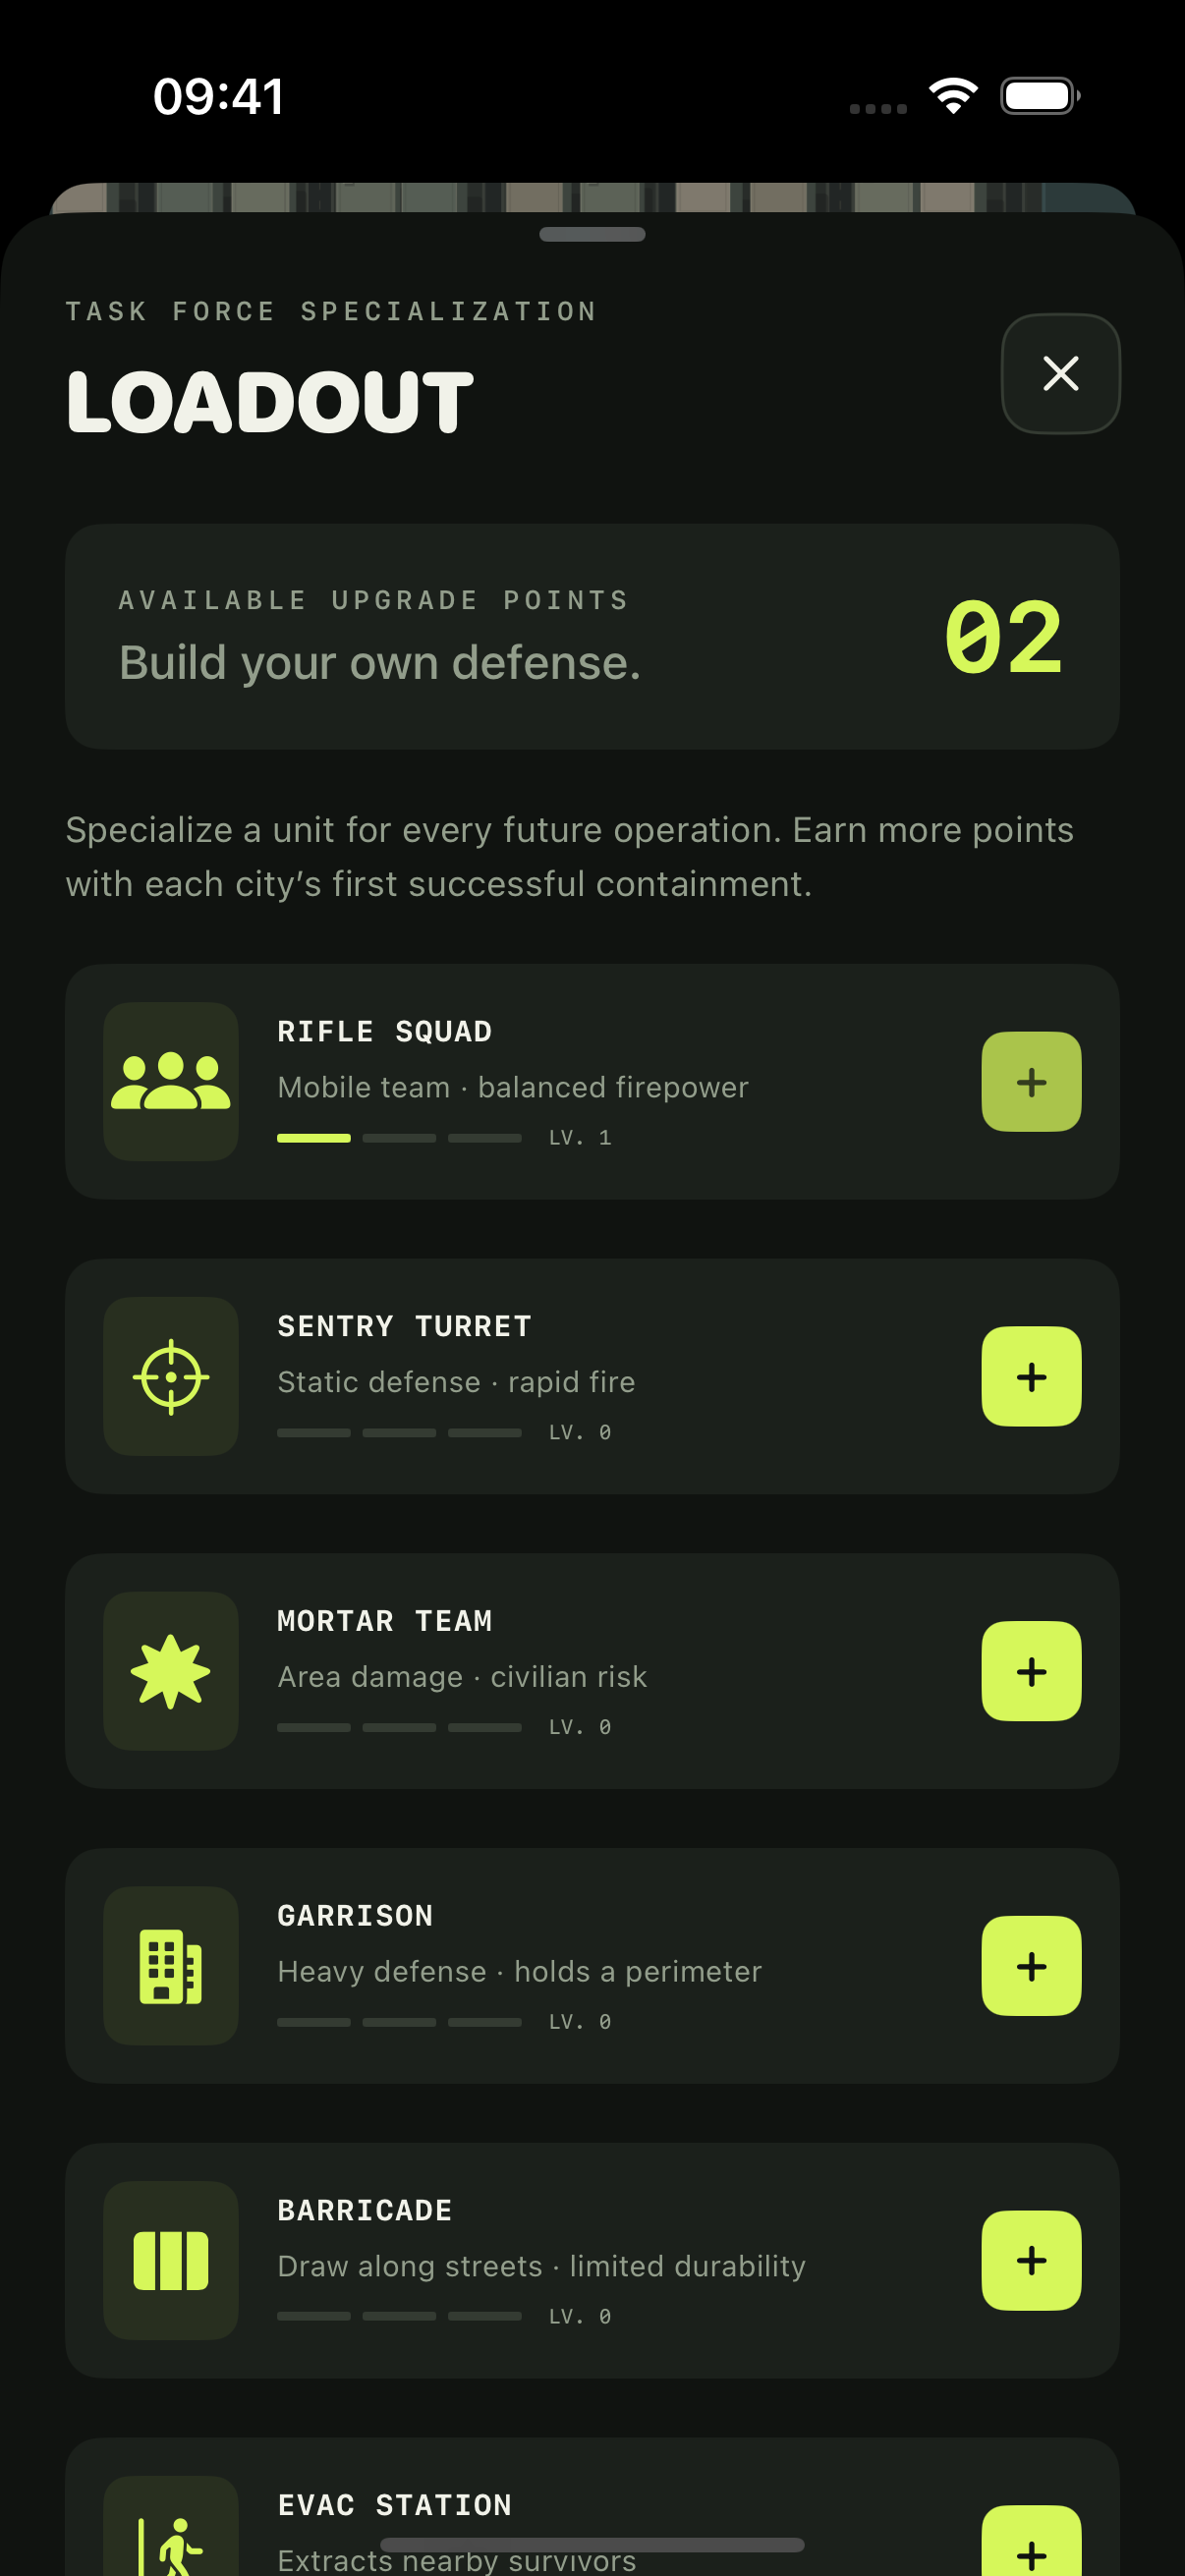 09:41
TASK FORCE SPECIALIZATION
LOADOUT
AVAILABLE UPGRADE POINTS
Build your own defense.
02
Specialize a unit for every future operation. Earn more points
with each city’s first successful containment.
RIFLE SQUAD
Mobile team · balanced firepower
LV. 1
SENTRY TURRET
Static defense · rapid fire
LV. 0
MORTAR TEAM
Area damage · civilian risk
LV. 0
GARRISON
Heavy defense · holds a perimeter
LV. 0
BARRICADE
Draw along streets · limited durability
LV. 0
EVAC STATION
Extracts nearby survivors